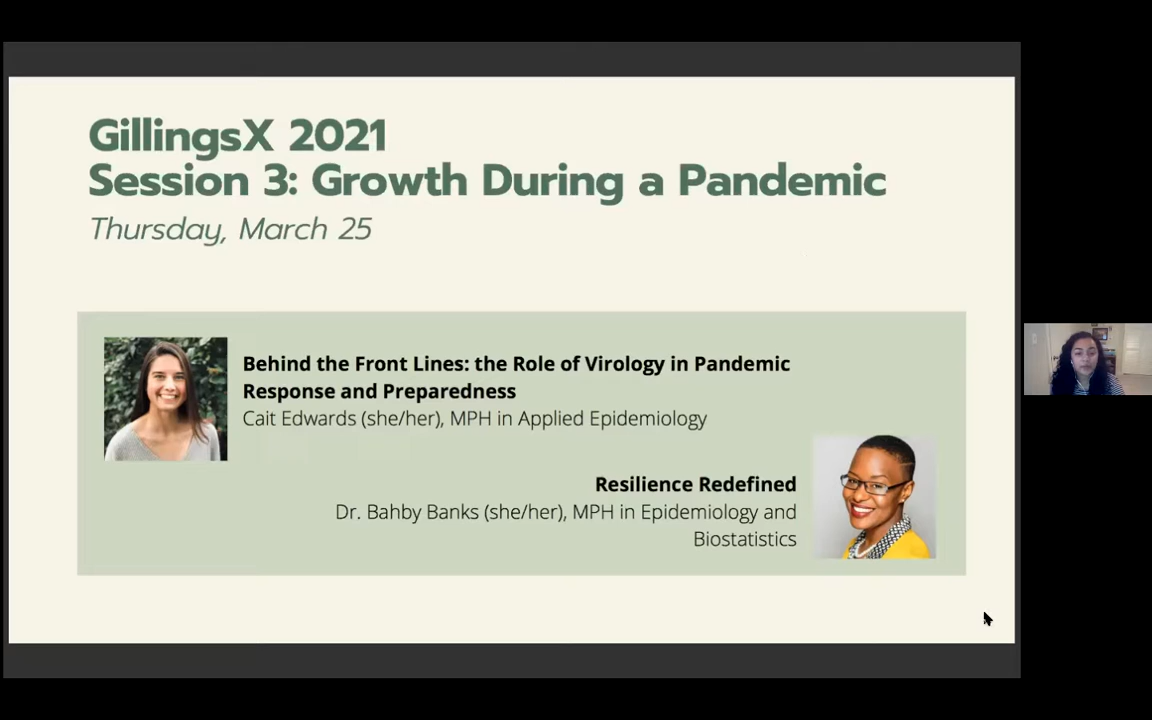 GillingsX 2021
Session 3: Growth During a Pandemic
Thursday, March 25
Behind the Front Lines: the Role of Virology in Pandemic
Response and Preparedness
Cait Edwards (she/her), MPH in Applied Epidemiology
Resilience Redefined
Dr. Bahby Banks (she/her), MPH in Epidemiology and
Biostatistics